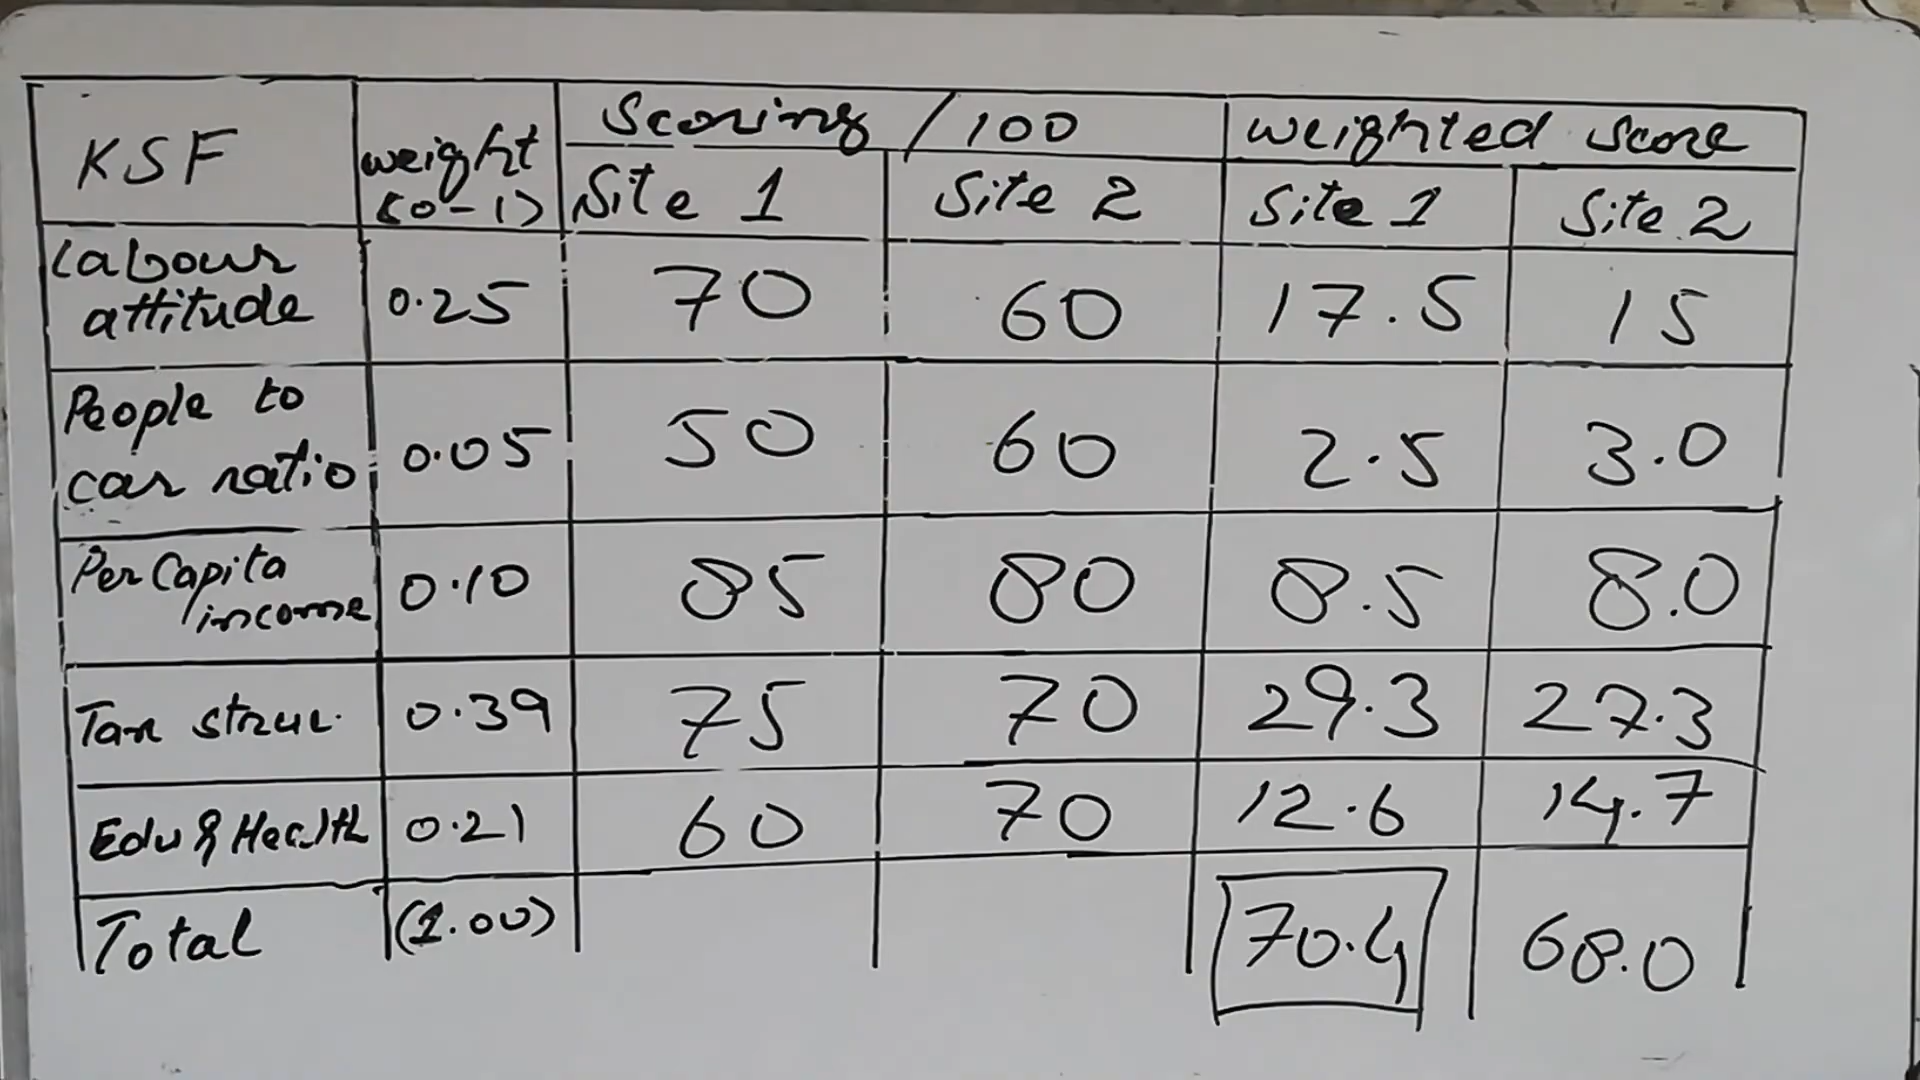 KSF weight Scoring / 100 weighted score
<0-1> Site 1 Site 2 Site 1 Site 2
Labour
attitude 0.25 70 60 17.5 15
People to
car ratio 0.05 50 60 2.5 3.0
Per Capita
income 0.10 85 80 8.5 8.0
Tax struc. 0.39 75 70 29.3 27.3
Edu & Health 0.21 60 70 12.6 14.7
Total (1.00) 70.4 68.0